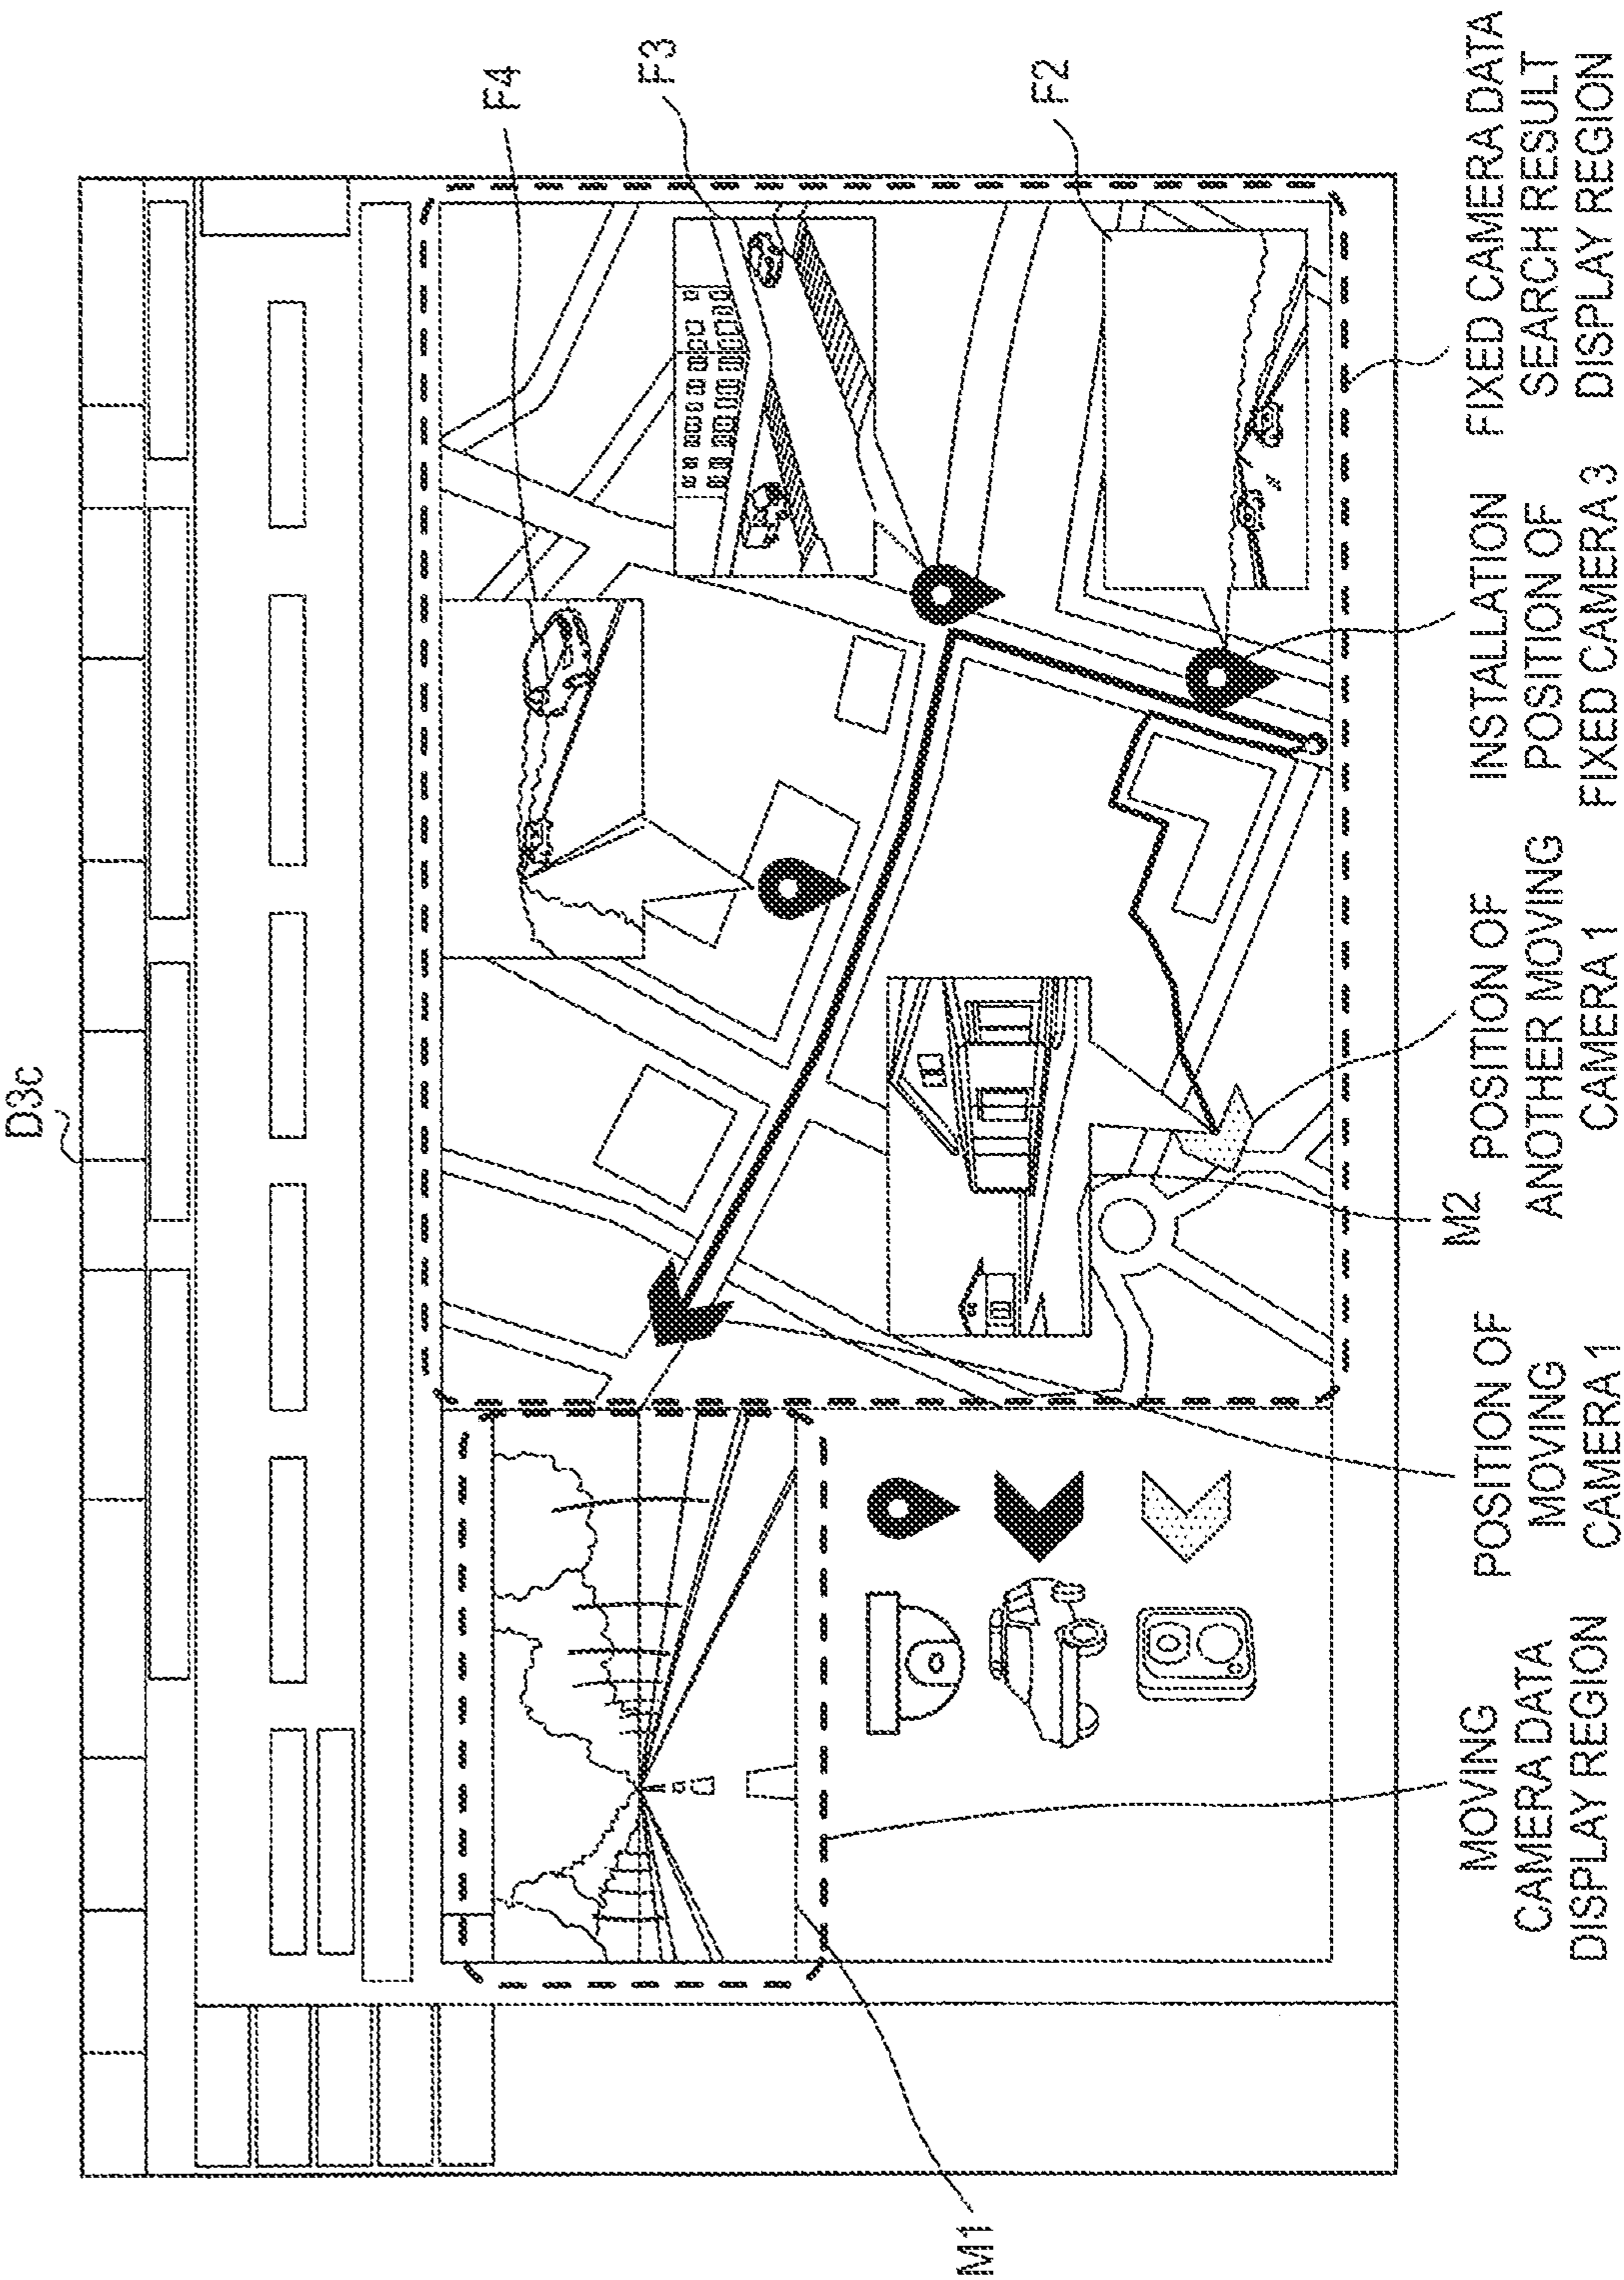 D3c
F4
F3
F2
M1
MOVING
CAMERA DATA
DISPLAY REGION
POSITION OF
MOVING
CAMERA 1
M2
POSITION OF
ANOTHER MOVING
CAMERA 1
INSTALLATION
POSITION OF
FIXED CAMERA 3
FIXED CAMERA DATA
SEARCH RESULT
DISPLAY REGION